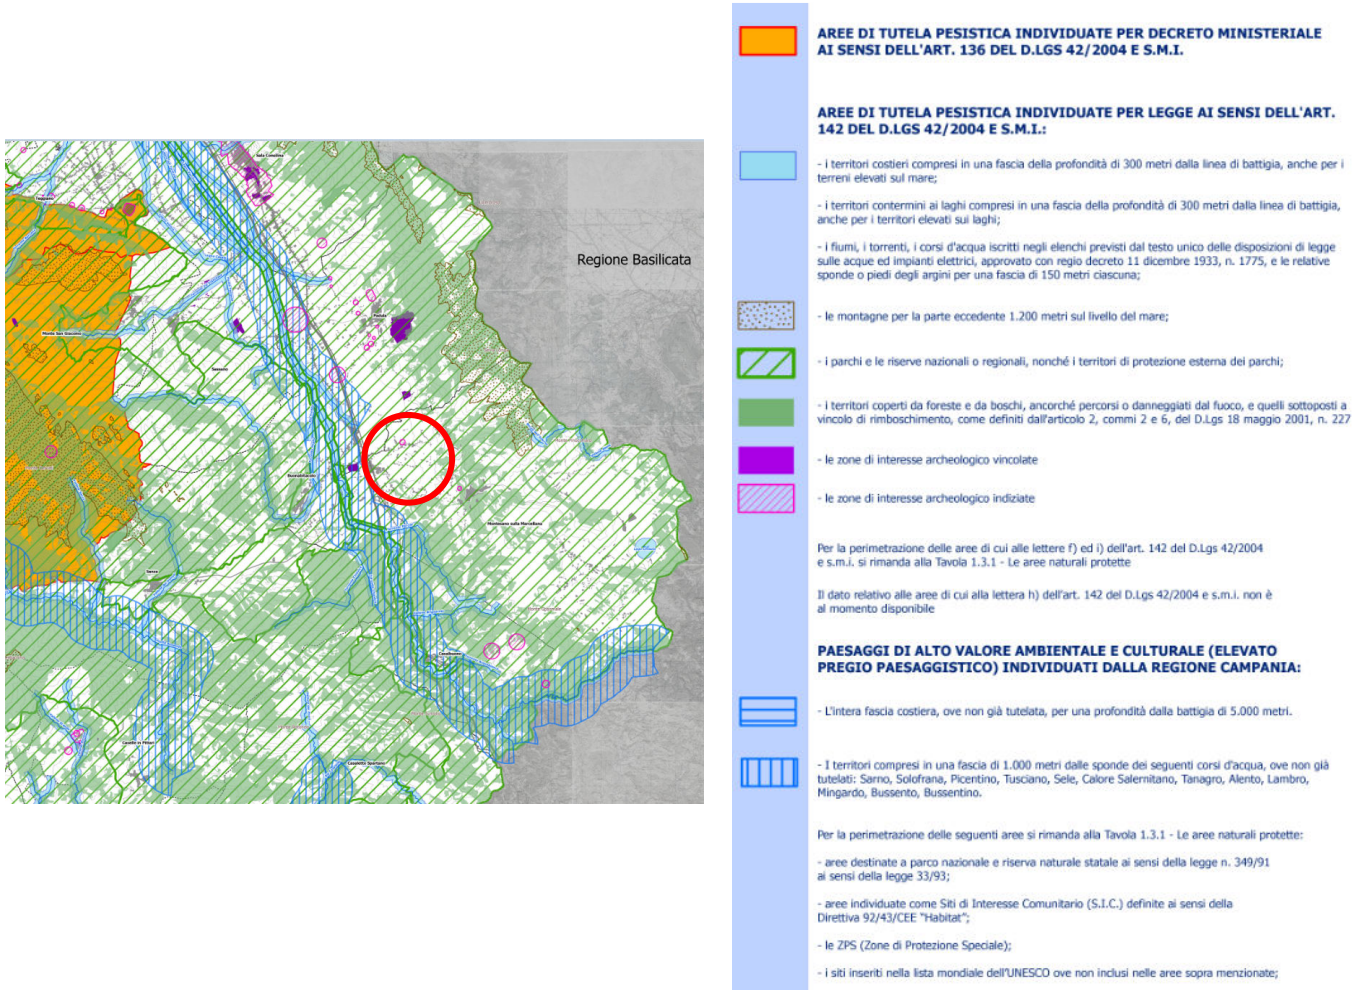 Sala Consilina
Teggiano
Regione Basilicata
Padula
Monte San Giacomo
Sassano
Buonabitacolo
Montesano sulla Marcellana
Sanza
Casalbuono
Caselle in Pittari
Casaletto Spartano
AREE DI TUTELA PESISTICA INDIVIDUATE PER DECRETO MINISTERIALE
AI SENSI DELL'ART. 136 DEL D.LGS 42/2004 E S.M.I.
AREE DI TUTELA PESISTICA INDIVIDUATE PER LEGGE AI SENSI DELL'ART.
142 DEL D.LGS 42/2004 E S.M.I.:
- i territori costieri compresi in una fascia della profondità di 300 metri dalla linea di battigia, anche per i
terreni elevati sul mare;
- i territori contermini ai laghi compresi in una fascia della profondità di 300 metri dalla linea di battigia,
anche per i territori elevati sui laghi;
- i fiumi, i torrenti, i corsi d'acqua iscritti negli elenchi previsti dal testo unico delle disposizioni di legge
sulle acque ed impianti elettrici, approvato con regio decreto 11 dicembre 1933, n. 1775, e le relative
sponde o piedi degli argini per una fascia di 150 metri ciascuna;
- le montagne per la parte eccedente 1.200 metri sul livello del mare;
- i parchi e le riserve nazionali o regionali, nonché i territori di protezione esterna dei parchi;
- i territori coperti da foreste e da boschi, ancorché percorsi o danneggiati dal fuoco, e quelli sottoposti a
vincolo di rimboschimento, come definiti dall'articolo 2, commi 2 e 6, del D.Lgs 18 maggio 2001, n. 227
- le zone di interesse archeologico vincolate
- le zone di interesse archeologico indiziate
Per la perimetrazione delle aree di cui alle lettere f) ed i) dell'art. 142 del D.Lgs 42/2004
e s.m.i. si rimanda alla Tavola 1.3.1 - Le aree naturali protette
Il dato relativo alle aree di cui alla lettera h) dell'art. 142 del D.Lgs 42/2004 e s.m.i. non è
al momento disponibile
PAESAGGI DI ALTO VALORE AMBIENTALE E CULTURALE (ELEVATO
PREGIO PAESAGGISTICO) INDIVIDUATI DALLA REGIONE CAMPANIA:
- L'intera fascia costiera, ove non già tutelata, per una profondità dalla battigia di 5.000 metri.
- I territori compresi in una fascia di 1.000 metri dalle sponde dei seguenti corsi d'acqua, ove non già
tutelati: Sarno, Solofrana, Picentino, Tusciano, Sele, Calore Salernitano, Tanagro, Alento, Lambro,
Mingardo, Bussento, Bussentino.
Per la perimetrazione delle seguenti aree si rimanda alla Tavola 1.3.1 - Le aree naturali protette:
- aree destinate a parco nazionale e riserva naturale statale ai sensi della legge n. 349/91
ai sensi della legge 33/93;
- aree individuate come Siti di Interesse Comunitario (S.I.C.) definite ai sensi della
Direttiva 92/43/CEE "Habitat";
- le ZPS (Zone di Protezione Speciale);
- i siti inseriti nella lista mondiale dell'UNESCO ove non inclusi nelle aree sopra menzionate;